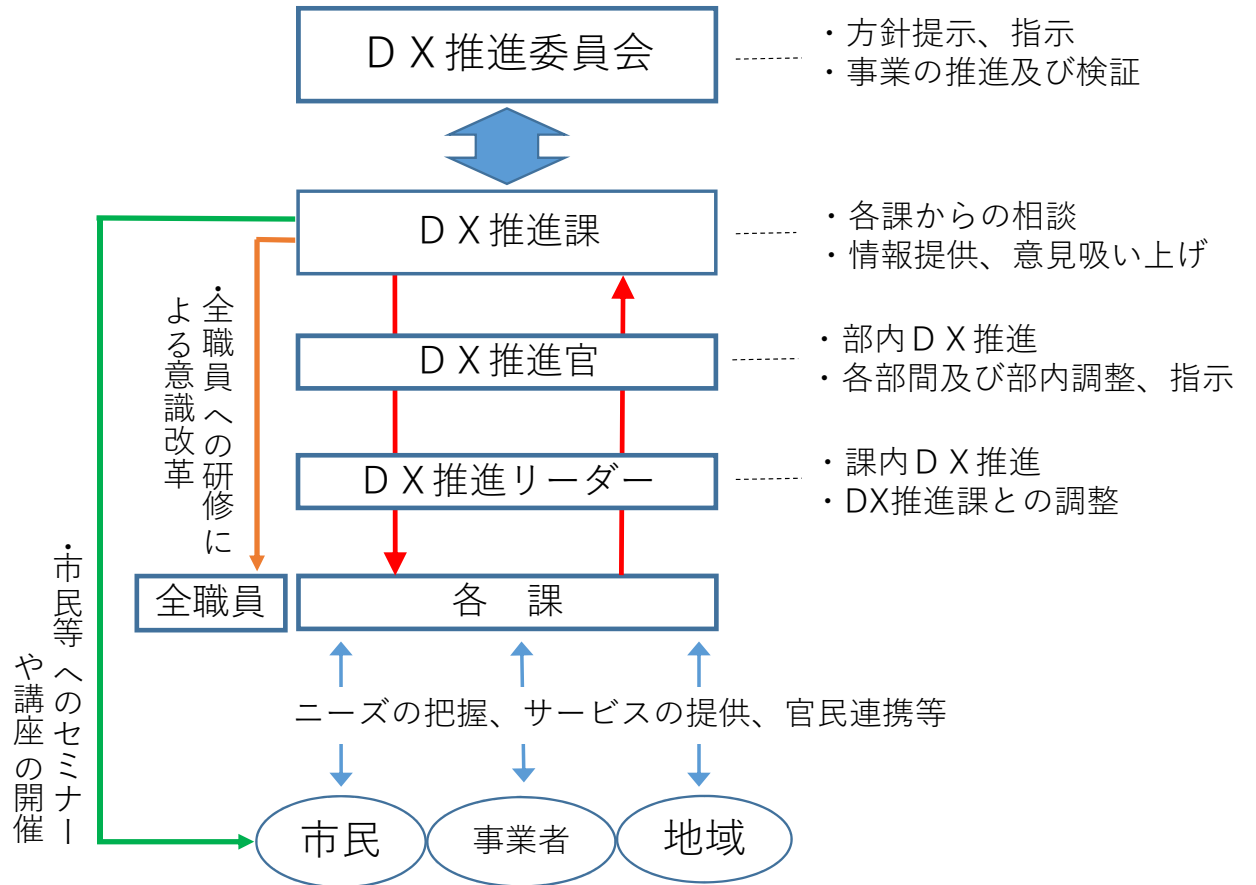 ＤＸ推進委員会
・方針提示、指示
・事業の推進及び検証
ＤＸ推進課
・各課からの相談
・情報提供、意見吸い上げ
ＤＸ推進官
・部内ＤＸ推進
・各部間及び部内調整、指示
ＤＸ推進リーダー
・課内ＤＸ推進
・DX推進課との調整
・全職員への研修に
よる意識改革
・市民等へのセミナー
や講座の開催
全職員
各　課
ニーズの把握、サービスの提供、官民連携等
市民
事業者
地域